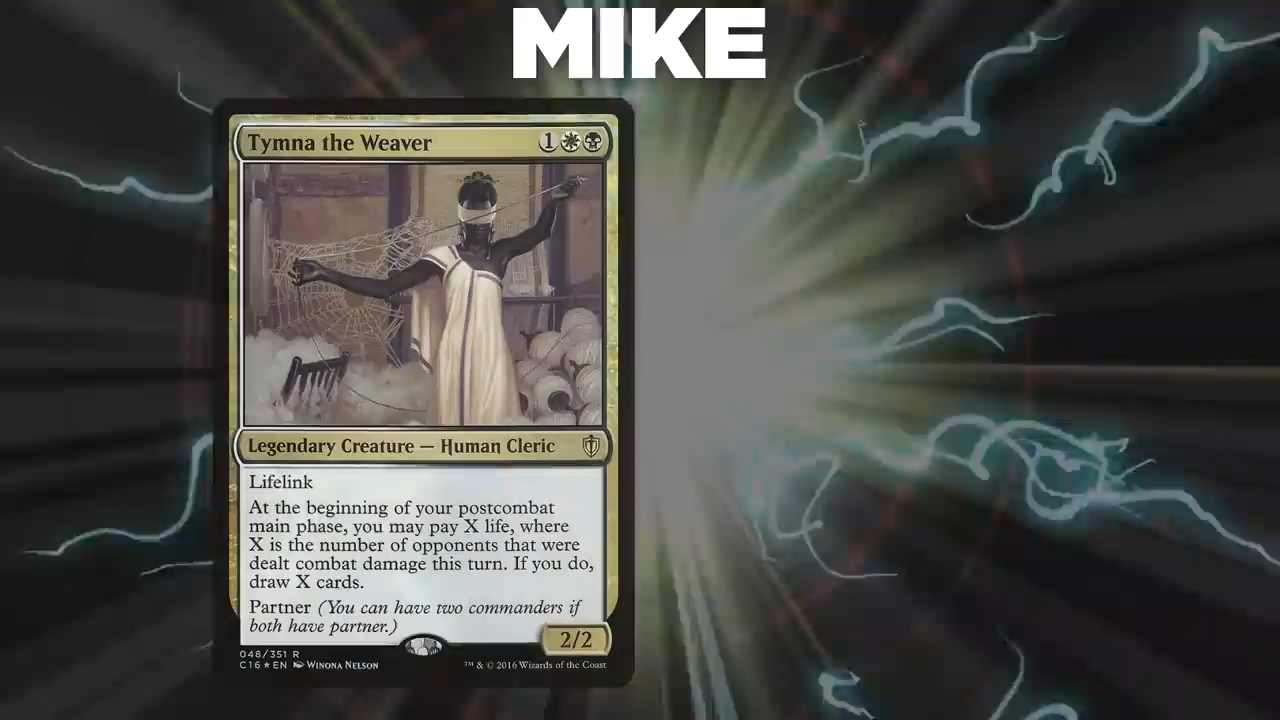 MIKE
Tymna the Weaver 1
Legendary Creature — Human Cleric
Lifelink
At the beginning of your postcombat
main phase, you may pay X life, where
X is the number of opponents that were
dealt combat damage this turn. If you do,
draw X cards.
Partner (You can have two commanders if
both have partner.)
2/2
048/351 R
C16 ★ EN Winona Nelson
™ & © 2016 Wizards of the Coast